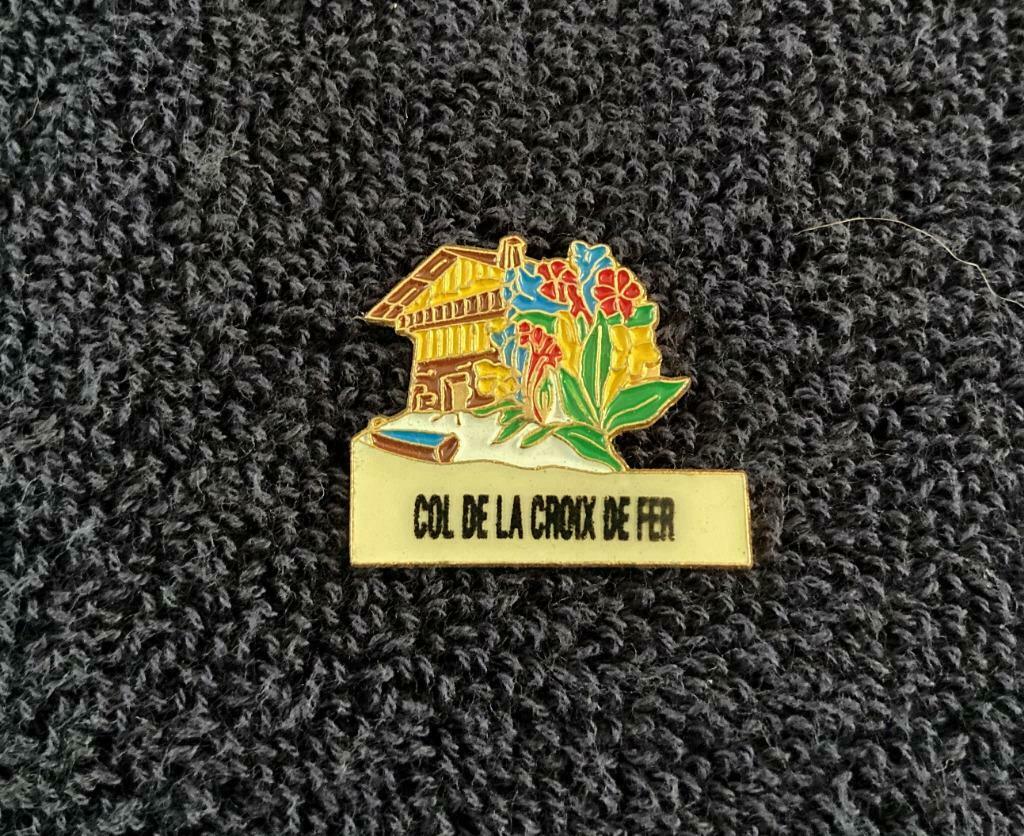 COL DE LA CROIX DE FER